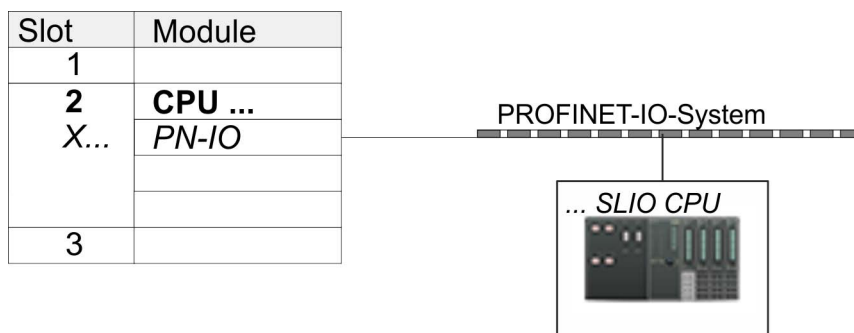 Slot Module
1
2 CPU ...
X... PN-IO
3
PROFINET-IO-System
... SLIO CPU